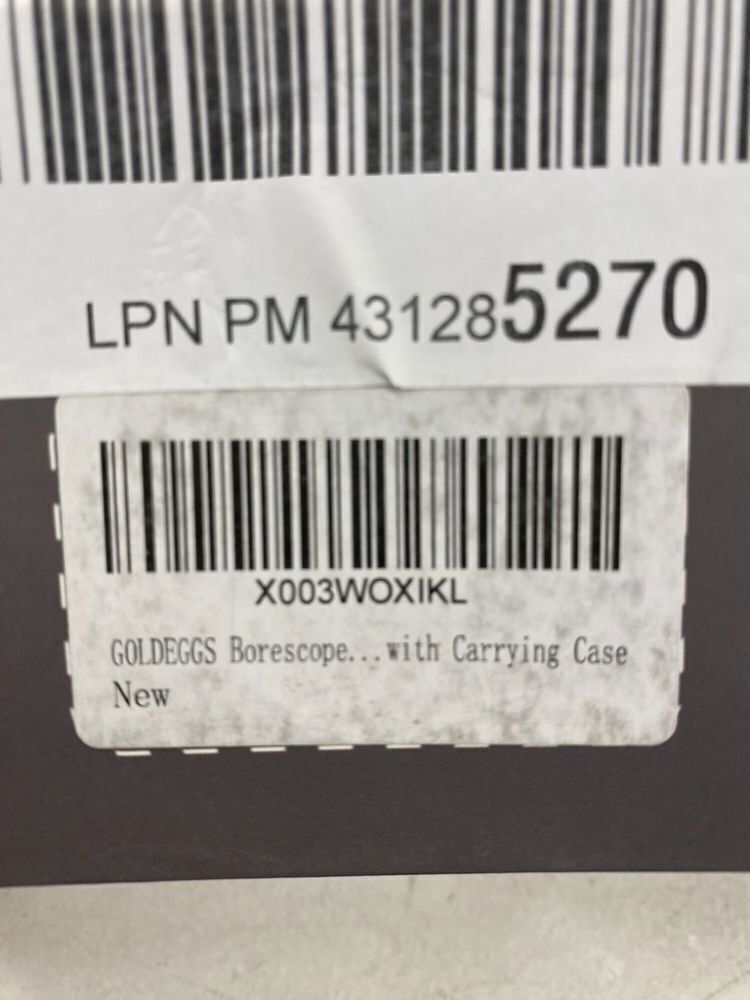 LPN PM 431285270
X003WOXIKL
GOLDEGGS Borescope...with Carrying Case
New